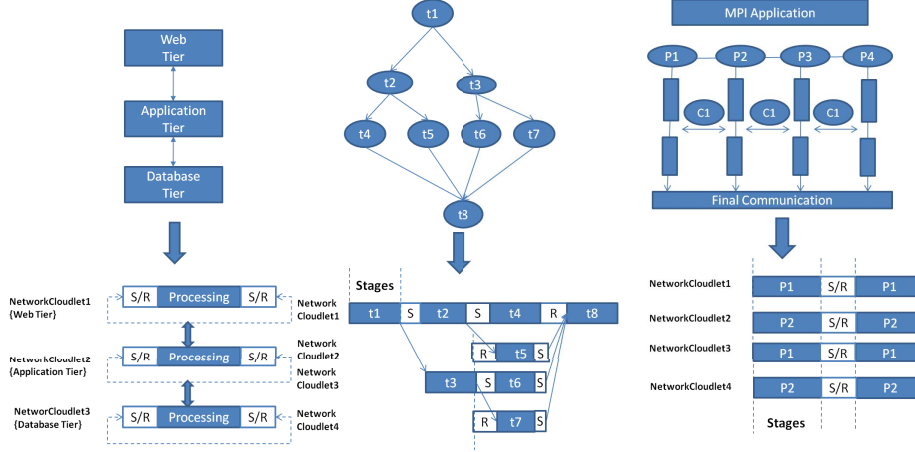 Web
Tier
Application
Tier
Database
Tier
NetworkCloudlet1
{Web Tier}
S/R Processing S/R
Network
Cloudlet1
NetworkCloudlet2
{Application Tier}
S/R Processing S/R
Network
Cloudlet2
Network
Cloudlet3
NetworCloudlet3
{Database Tier}
S/R Processing S/R
Network
Cloudlet4
t1
t2 t3
t4 t5 t6 t7
t3
Stages
t1 S t2 S t4 R t8
R t5 S
t3 S t6 S
R t7 S
MPI Application
P1 P2 P3 P4
C1 C1 C1
Final Communication
NetworkCloudlet1 P1 S/R P1
NetworkCloudlet2 P2 S/R P2
NetworkCloudlet3 P1 S/R P1
NetworkCloudlet4 P2 S/R P2
Stages